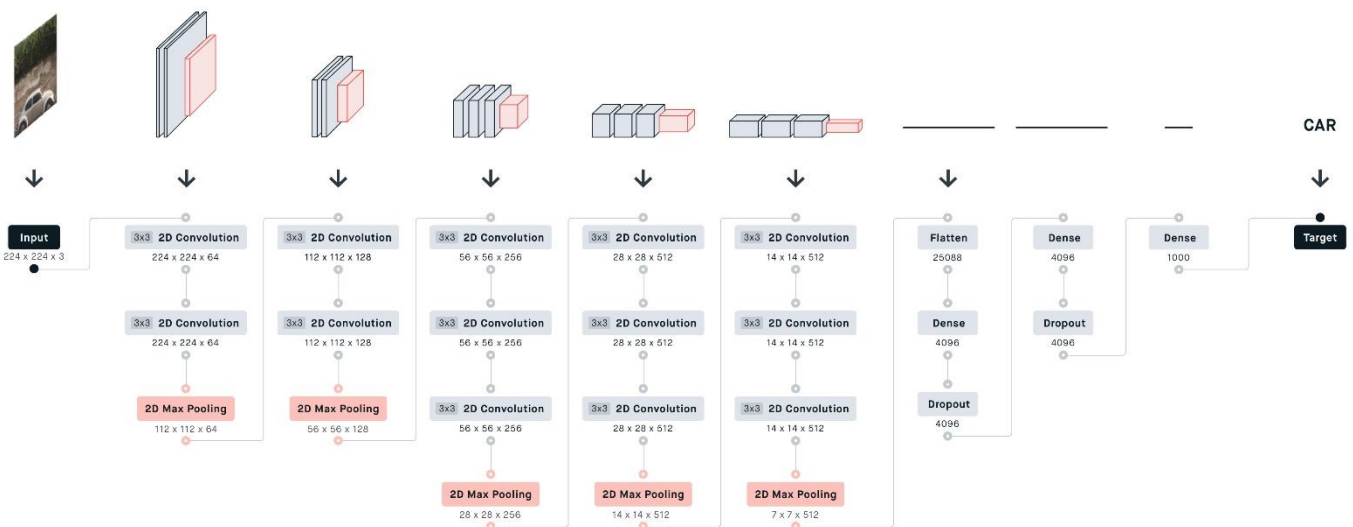 CAR
Input
224 x 224 x 3
3x3 2D Convolution
224 x 224 x 64
3x3 2D Convolution
224 x 224 x 64
2D Max Pooling
112 x 112 x 64
3x3 2D Convolution
112 x 112 x 128
3x3 2D Convolution
112 x 112 x 128
2D Max Pooling
56 x 56 x 128
3x3 2D Convolution
56 x 56 x 256
3x3 2D Convolution
56 x 56 x 256
3x3 2D Convolution
56 x 56 x 256
2D Max Pooling
28 x 28 x 256
3x3 2D Convolution
28 x 28 x 512
3x3 2D Convolution
28 x 28 x 512
3x3 2D Convolution
28 x 28 x 512
2D Max Pooling
14 x 14 x 512
3x3 2D Convolution
14 x 14 x 512
3x3 2D Convolution
14 x 14 x 512
3x3 2D Convolution
14 x 14 x 512
2D Max Pooling
7 x 7 x 512
Flatten
25088
Dense
4096
Dropout
4096
Dense
4096
Dropout
4096
Dense
1000
Target